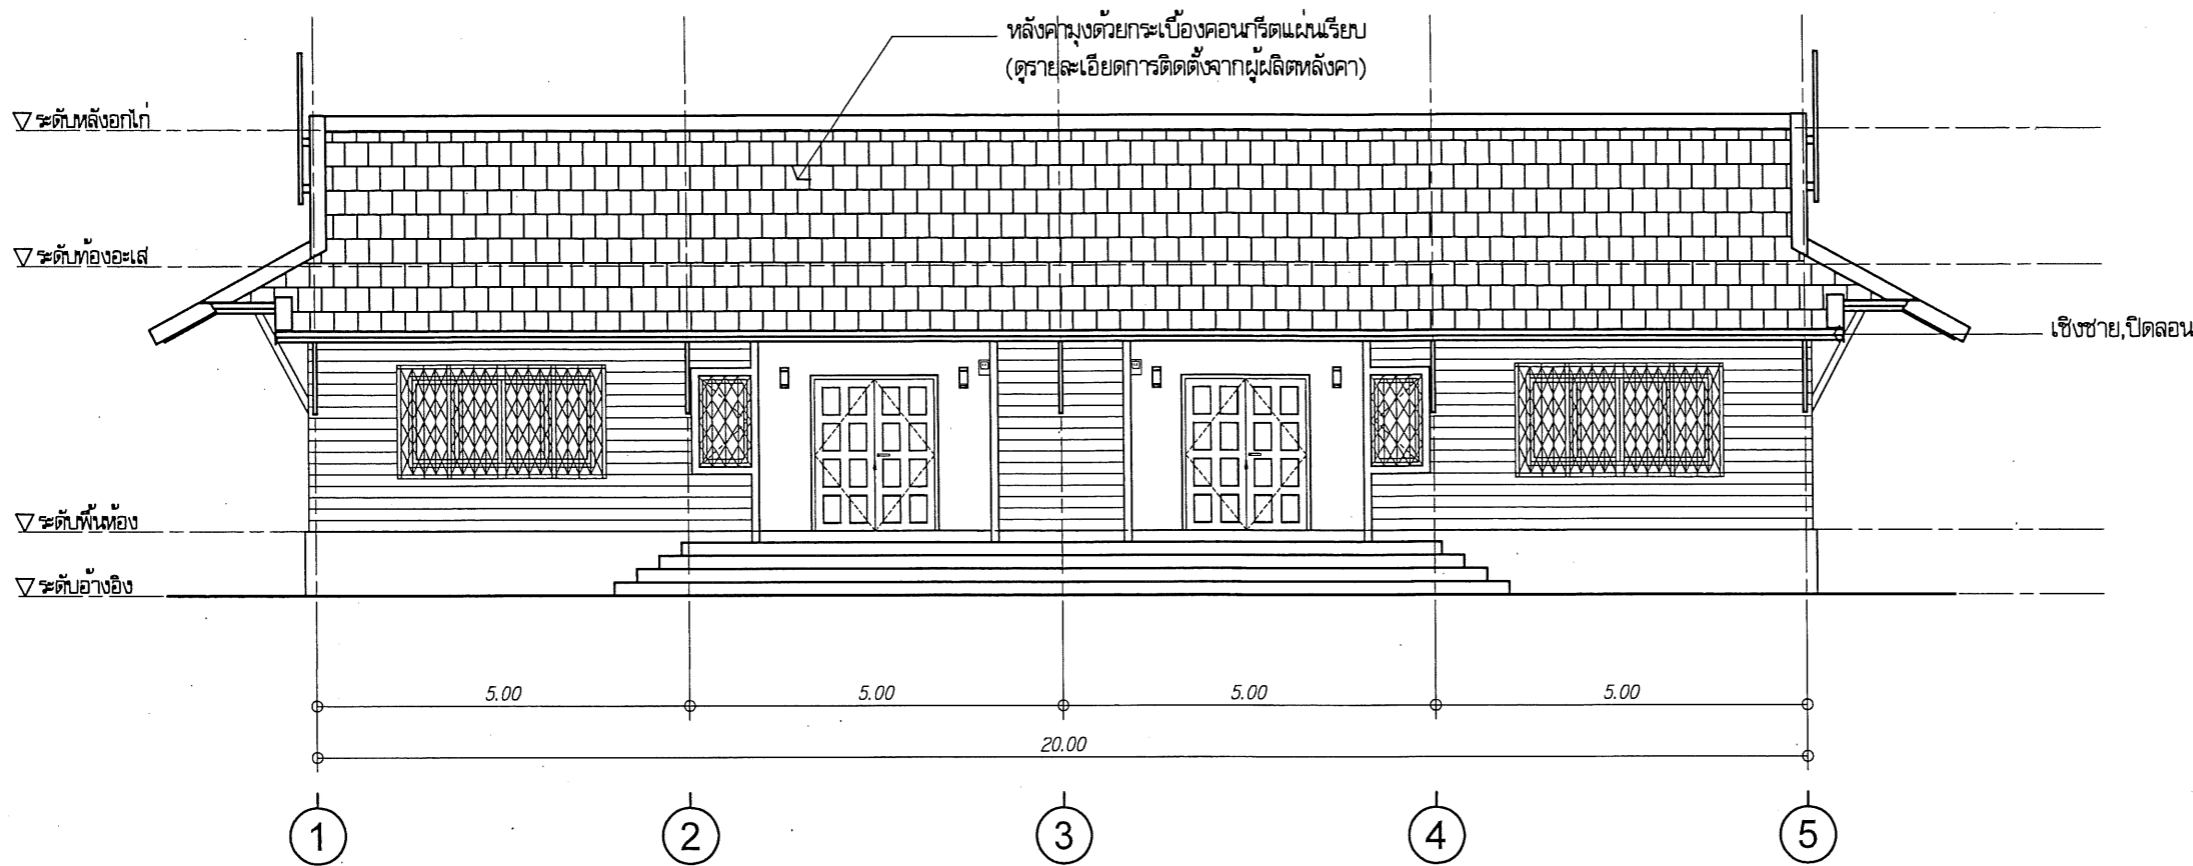 หลังคามุงด้วยกระเบื้องคอนกรีตแผ่นเรียบ
(ดูรายละเอียดการติดตั้งจากผู้ผลิตหลังคา)
ระดับหลังอกไก่
ระดับท้องอะเส
เชิงชาย,ปิดลอน
ระดับพื้นห้อง
ระดับอ้างอิง
5.00 5.00 5.00 5.00
20.00
1 2 3 4 5